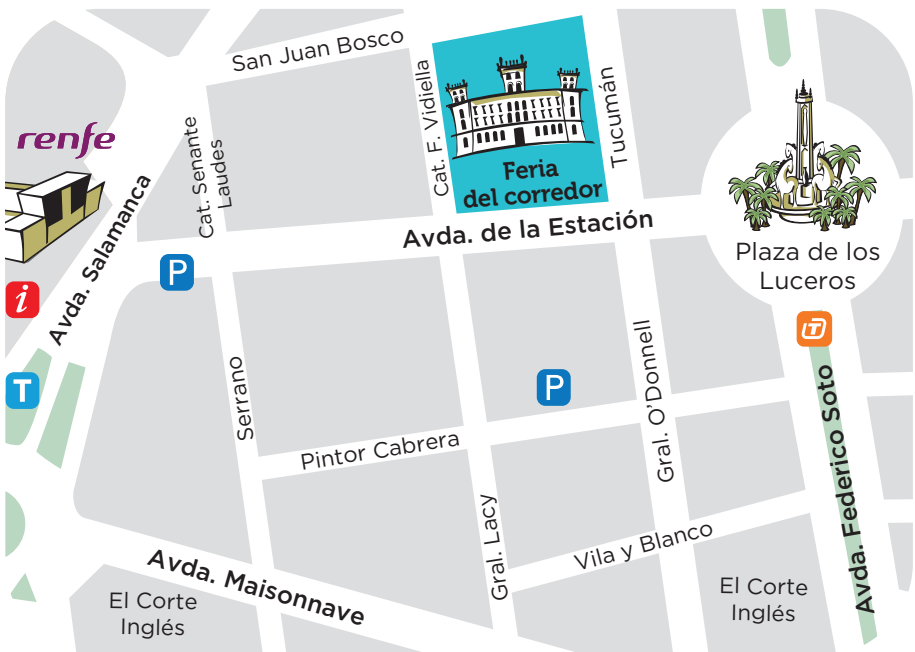 San Juan Bosco
renfe
Cat. Senante
Laudes
Cat. F. Vidiella
Tucumán
Feria
del corredor
Avda. de la Estación
Avda. Salamanca
P
i
T
Plaza de los
Luceros
T
Serrano
P
Gral. O’Donnell
Avda. Federico Soto
Pintor Cabrera
Gral. Lacy
Vila y Blanco
Avda. Maisonnave
El Corte
Inglés
El Corte
Inglés